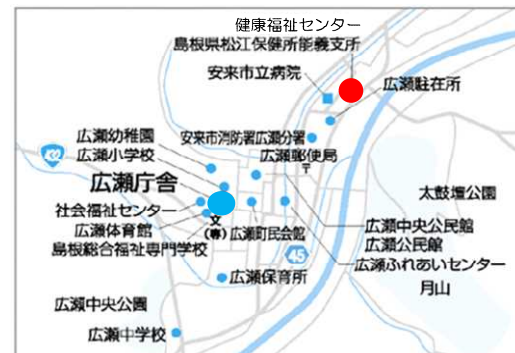 健康福祉センター
島根県松江保健所能義支所
安来市立病院
広瀬駐在所
広瀬幼稚園
安来市消防署広瀬分署
広瀬小学校
広瀬郵便局
〒
432
広瀬庁舎
太鼓壇公園
社会福祉センター
文
広瀬中央公民館
広瀬体育館
(専)
広瀬町民会館
広瀬公民館
島根総合福祉専門学校
45
広瀬ふれあいセンター
広瀬保育所
月山
広瀬中央公園
広瀬中学校